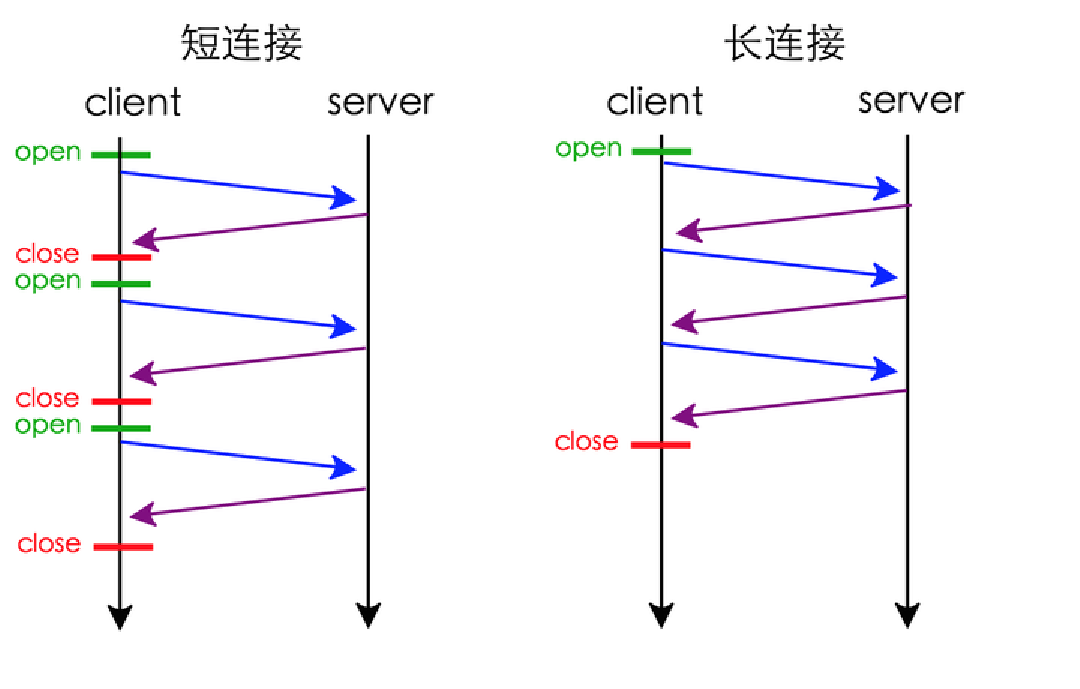 短连接
client
server
open
close
open
close
open
close
长连接
client
server
open
close